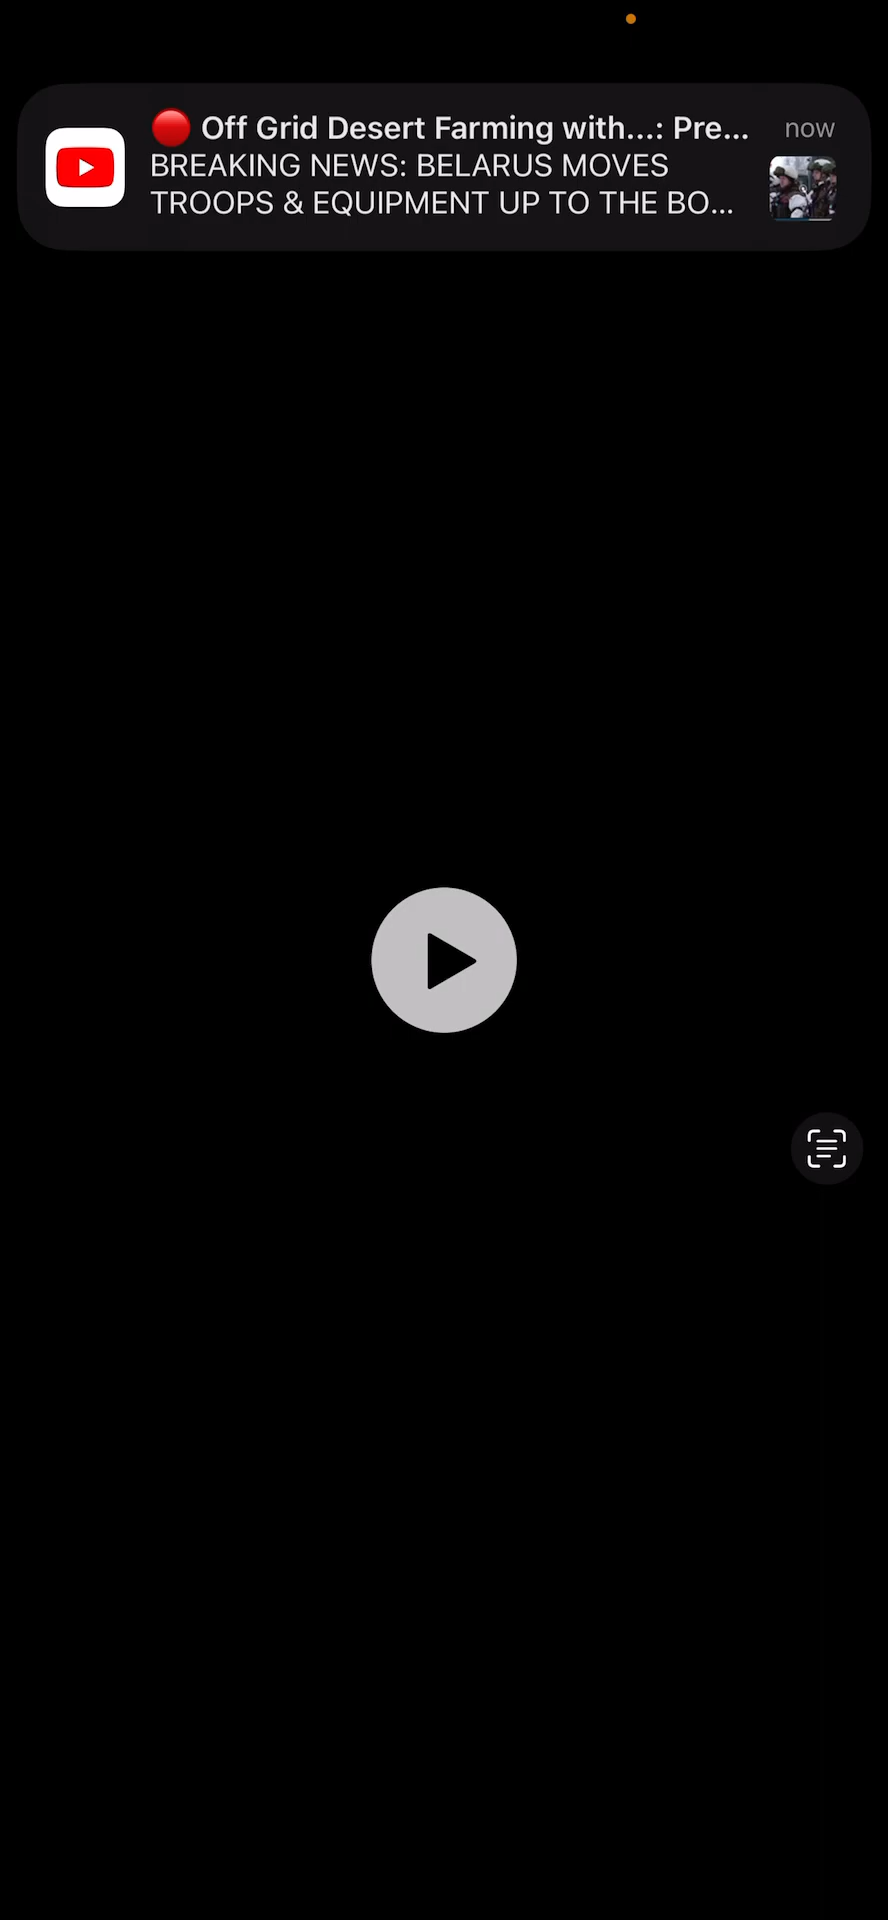 🔴 Off Grid Desert Farming with...: Pre...
now
BREAKING NEWS: BELARUS MOVES
TROOPS & EQUIPMENT UP TO THE BO...